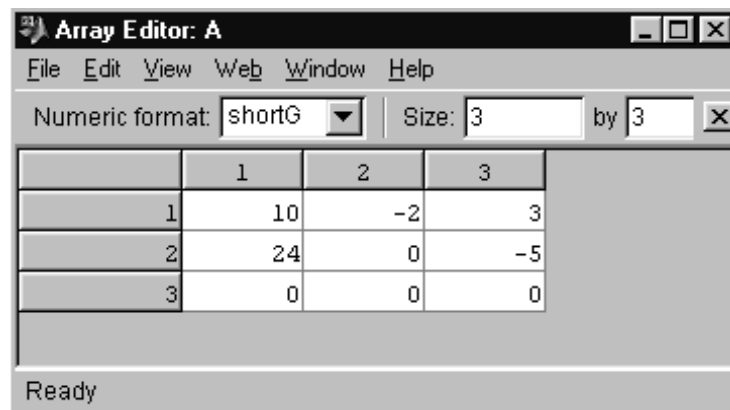 Array Editor: A
File Edit View Web Window Help
Numeric format: shortG Size: 3 by 3
1 2 3
1 10 -2 3
2 24 0 -5
3 0 0 0
Ready